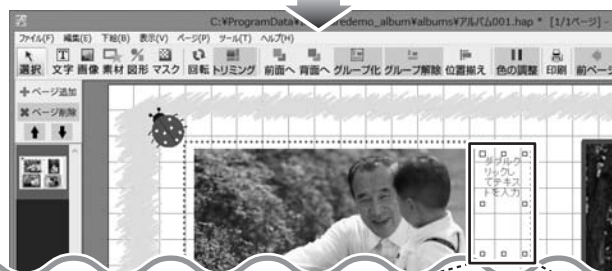 C:¥ProgramData¥ redemo_album¥albums¥アルバム001.hap * [1/1ページ] -
ファイル(F) 編集(E) 下絵(B) 表示(V) ページ(P) ツール(T) ヘルプ(H)
選択 文字 画像 素材 図形 マスク 回転 トリミング 前面へ 背面へ グループ化 グループ解除 位置揃え 色の調整 印刷 前ページ
ページ追加
ページ削除
ダブルク
リックし
てテキス
トを入力